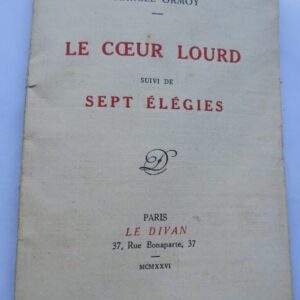 ORMOY
LE CŒUR LOURD
SUIVI DE
SEPT ÉLÉGIES
D
PARIS
LE DIVAN
37, Rue Bonaparte, 37
MCMXXVI